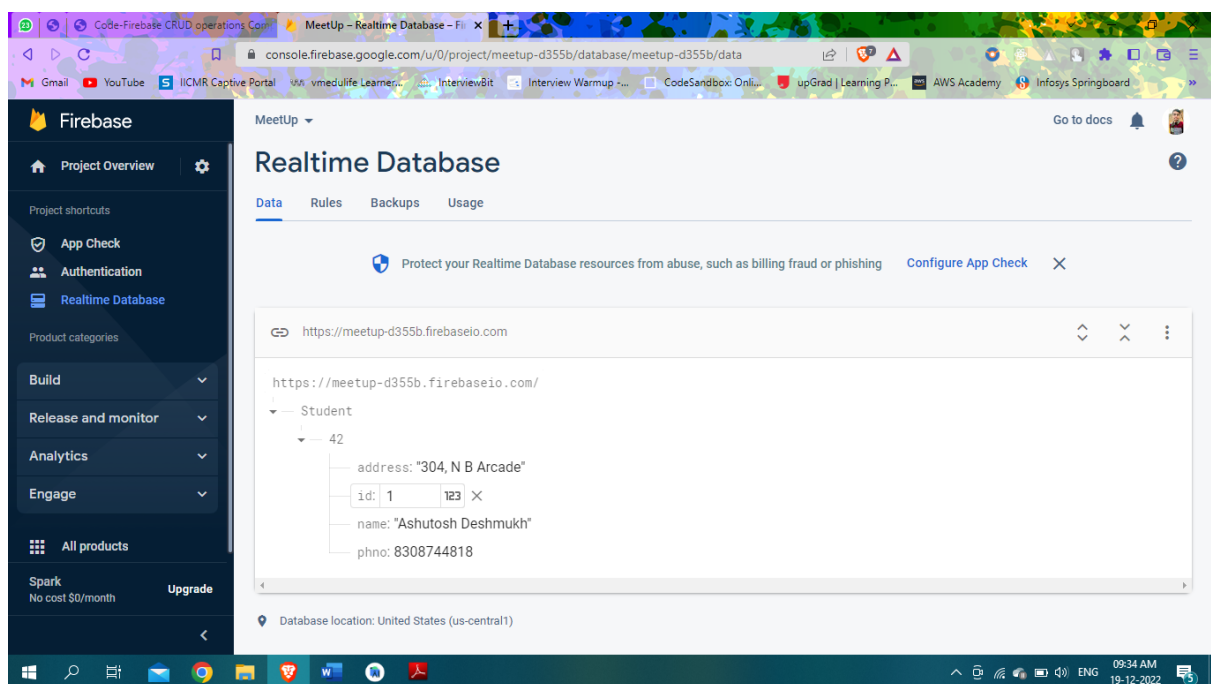 Code-Firebase CRUD operations Com
MeetUp – Realtime Database – Fi
console.firebase.google.com/u/0/project/meetup-d355b/database/meetup-d355b/data
Gmail YouTube IICMR Captive Portal vmedulife Learner... InterviewBit Interview Warmup -... CodeSandbox: Onli... upGrad | Learning P... AWS Academy Infosys Springboard »
Firebase
Project Overview
Project shortcuts
App Check
Authentication
Realtime Database
Product categories
Build
Release and monitor
Analytics
Engage
All products
Spark
No cost $0/month
Upgrade
MeetUp
Go to docs
Realtime Database
Data Rules Backups Usage
Protect your Realtime Database resources from abuse, such as billing fraud or phishing Configure App Check
https://meetup-d355b.firebaseio.com
https://meetup-d355b.firebaseio.com/
Student
42
address: "304, N B Arcade"
id: 1 123
name: "Ashutosh Deshmukh"
phno: 8308744818
Database location: United States (us-central1)
ENG
09:34 AM
19-12-2022